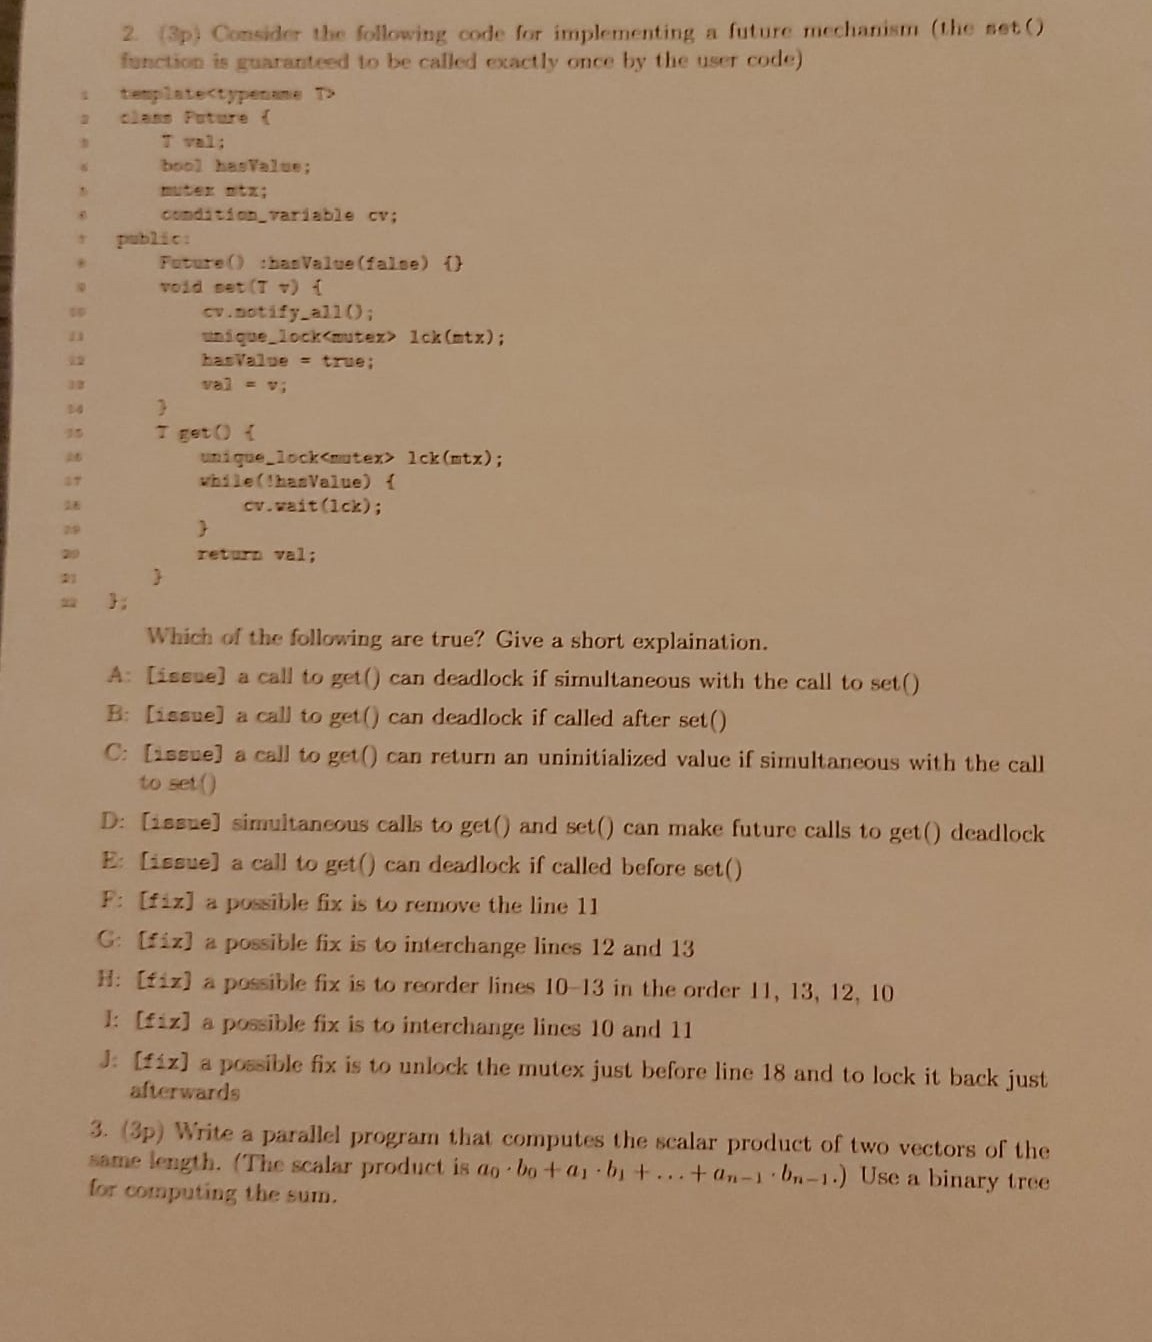 2. (3p) Consider the following code for implementing a future mechanism (the set()
function is guaranteed to be called exactly once by the user code)
1 template<typename T>
2 class Future {
3 T val;
4 bool hasValue;
5 mutex mtx;
6 condition_variable cv;
7 public:
8 Future() :hasValue(false) {}
9 void set(T v) {
10 cv.notify_all();
11 unique_lock<mutex> lck(mtx);
12 hasValue = true;
13 val = v;
14 }
15 T get() {
16 unique_lock<mutex> lck(mtx);
17 while(!hasValue) {
18 cv.wait(lck);
19 }
20 return val;
21 }
22 };
Which of the following are true? Give a short explaination.
A: [issue] a call to get() can deadlock if simultaneous with the call to set()
B: [issue] a call to get() can deadlock if called after set()
C: [issue] a call to get() can return an uninitialized value if simultaneous with the call
to set()
D: [issue] simultaneous calls to get() and set() can make future calls to get() deadlock
E: [issue] a call to get() can deadlock if called before set()
F: [fix] a possible fix is to remove the line 11
G: [fix] a possible fix is to interchange lines 12 and 13
H: [fix] a possible fix is to reorder lines 10–13 in the order 11, 13, 12, 10
I: [fix] a possible fix is to interchange lines 10 and 11
J: [fix] a possible fix is to unlock the mutex just before line 18 and to lock it back just
afterwards
3. (3p) Write a parallel program that computes the scalar product of two vectors of the
same length. (The scalar product is a₀ · b₀ + a₁ · b₁ + . . . + aₙ₋₁ · bₙ₋₁.) Use a binary tree
for computing the sum.